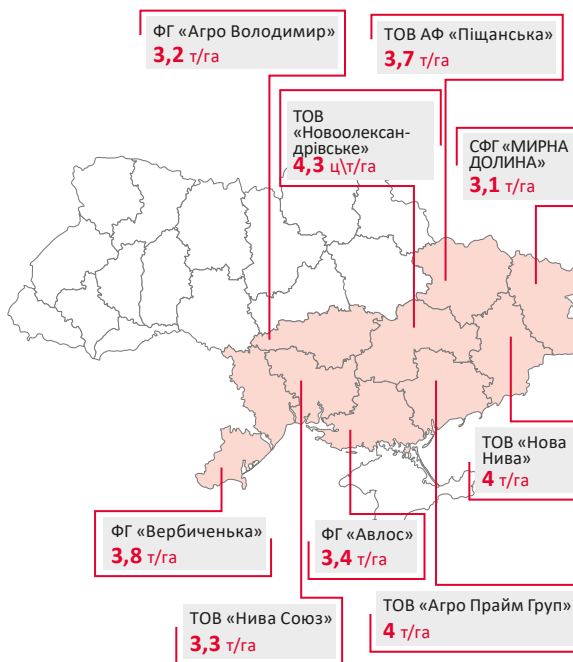 ФГ «Агро Володимир»
3,2 т/га
ТОВ АФ «Піщанська»
3,7 т/га
ТОВ
«Новоолексан-
дрівське»
4,3 ц\т/га
СФГ «МИРНА
ДОЛИНА»
3,1 т/га
ТОВ «Нова
Нива»
4 т/га
ФГ «Вербиченька»
3,8 т/га
ФГ «Авлос»
3,4 т/га
ТОВ «Нива Союз»
3,3 т/га
ТОВ «Агро Прайм Груп»
4 т/га